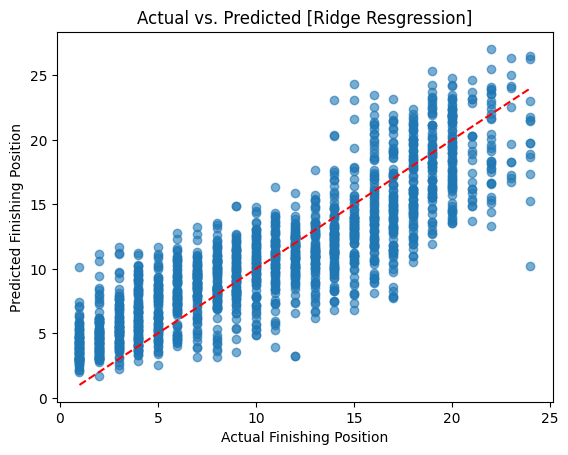 Actual vs. Predicted [Ridge Resgression]
Predicted Finishing Position
25
20
15
10
5
0
0 5 10 15 20 25
Actual Finishing Position